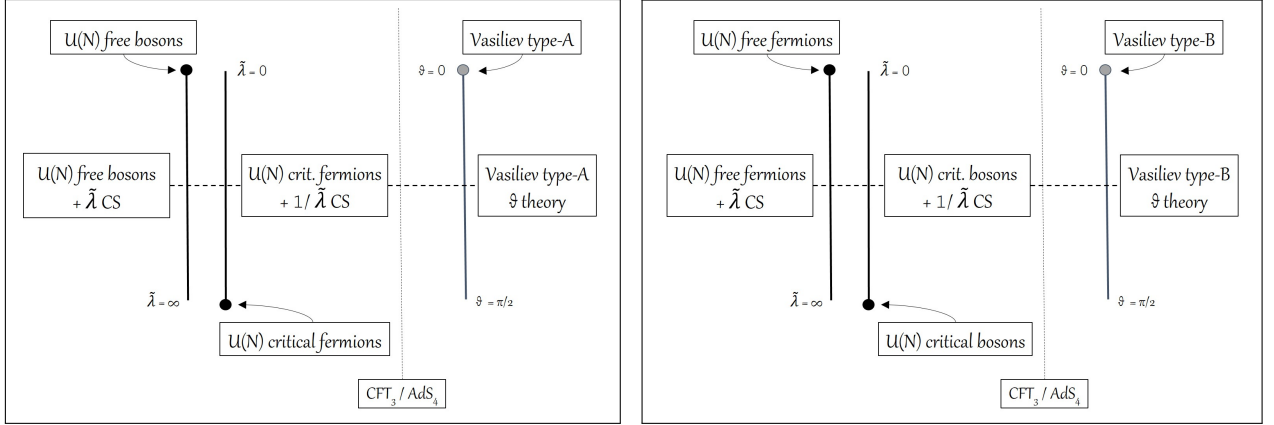 U(N) free bosons
Vasiliev type-A
λ̃ = 0
ϑ = 0
U(N) free bosons
+ λ̃ CS
U(N) crit. fermions
+ 1/ λ̃ CS
Vasiliev type-A
ϑ theory
λ̃ = ∞
ϑ = π/2
U(N) critical fermions
CFT₃ / AdS₄
U(N) free fermions
Vasiliev type-B
λ̃ = 0
ϑ = 0
U(N) free fermions
+ λ̃ CS
U(N) crit. bosons
+ 1/ λ̃ CS
Vasiliev type-B
ϑ theory
λ̃ = ∞
ϑ = π/2
U(N) critical bosons
CFT₃ / AdS₄